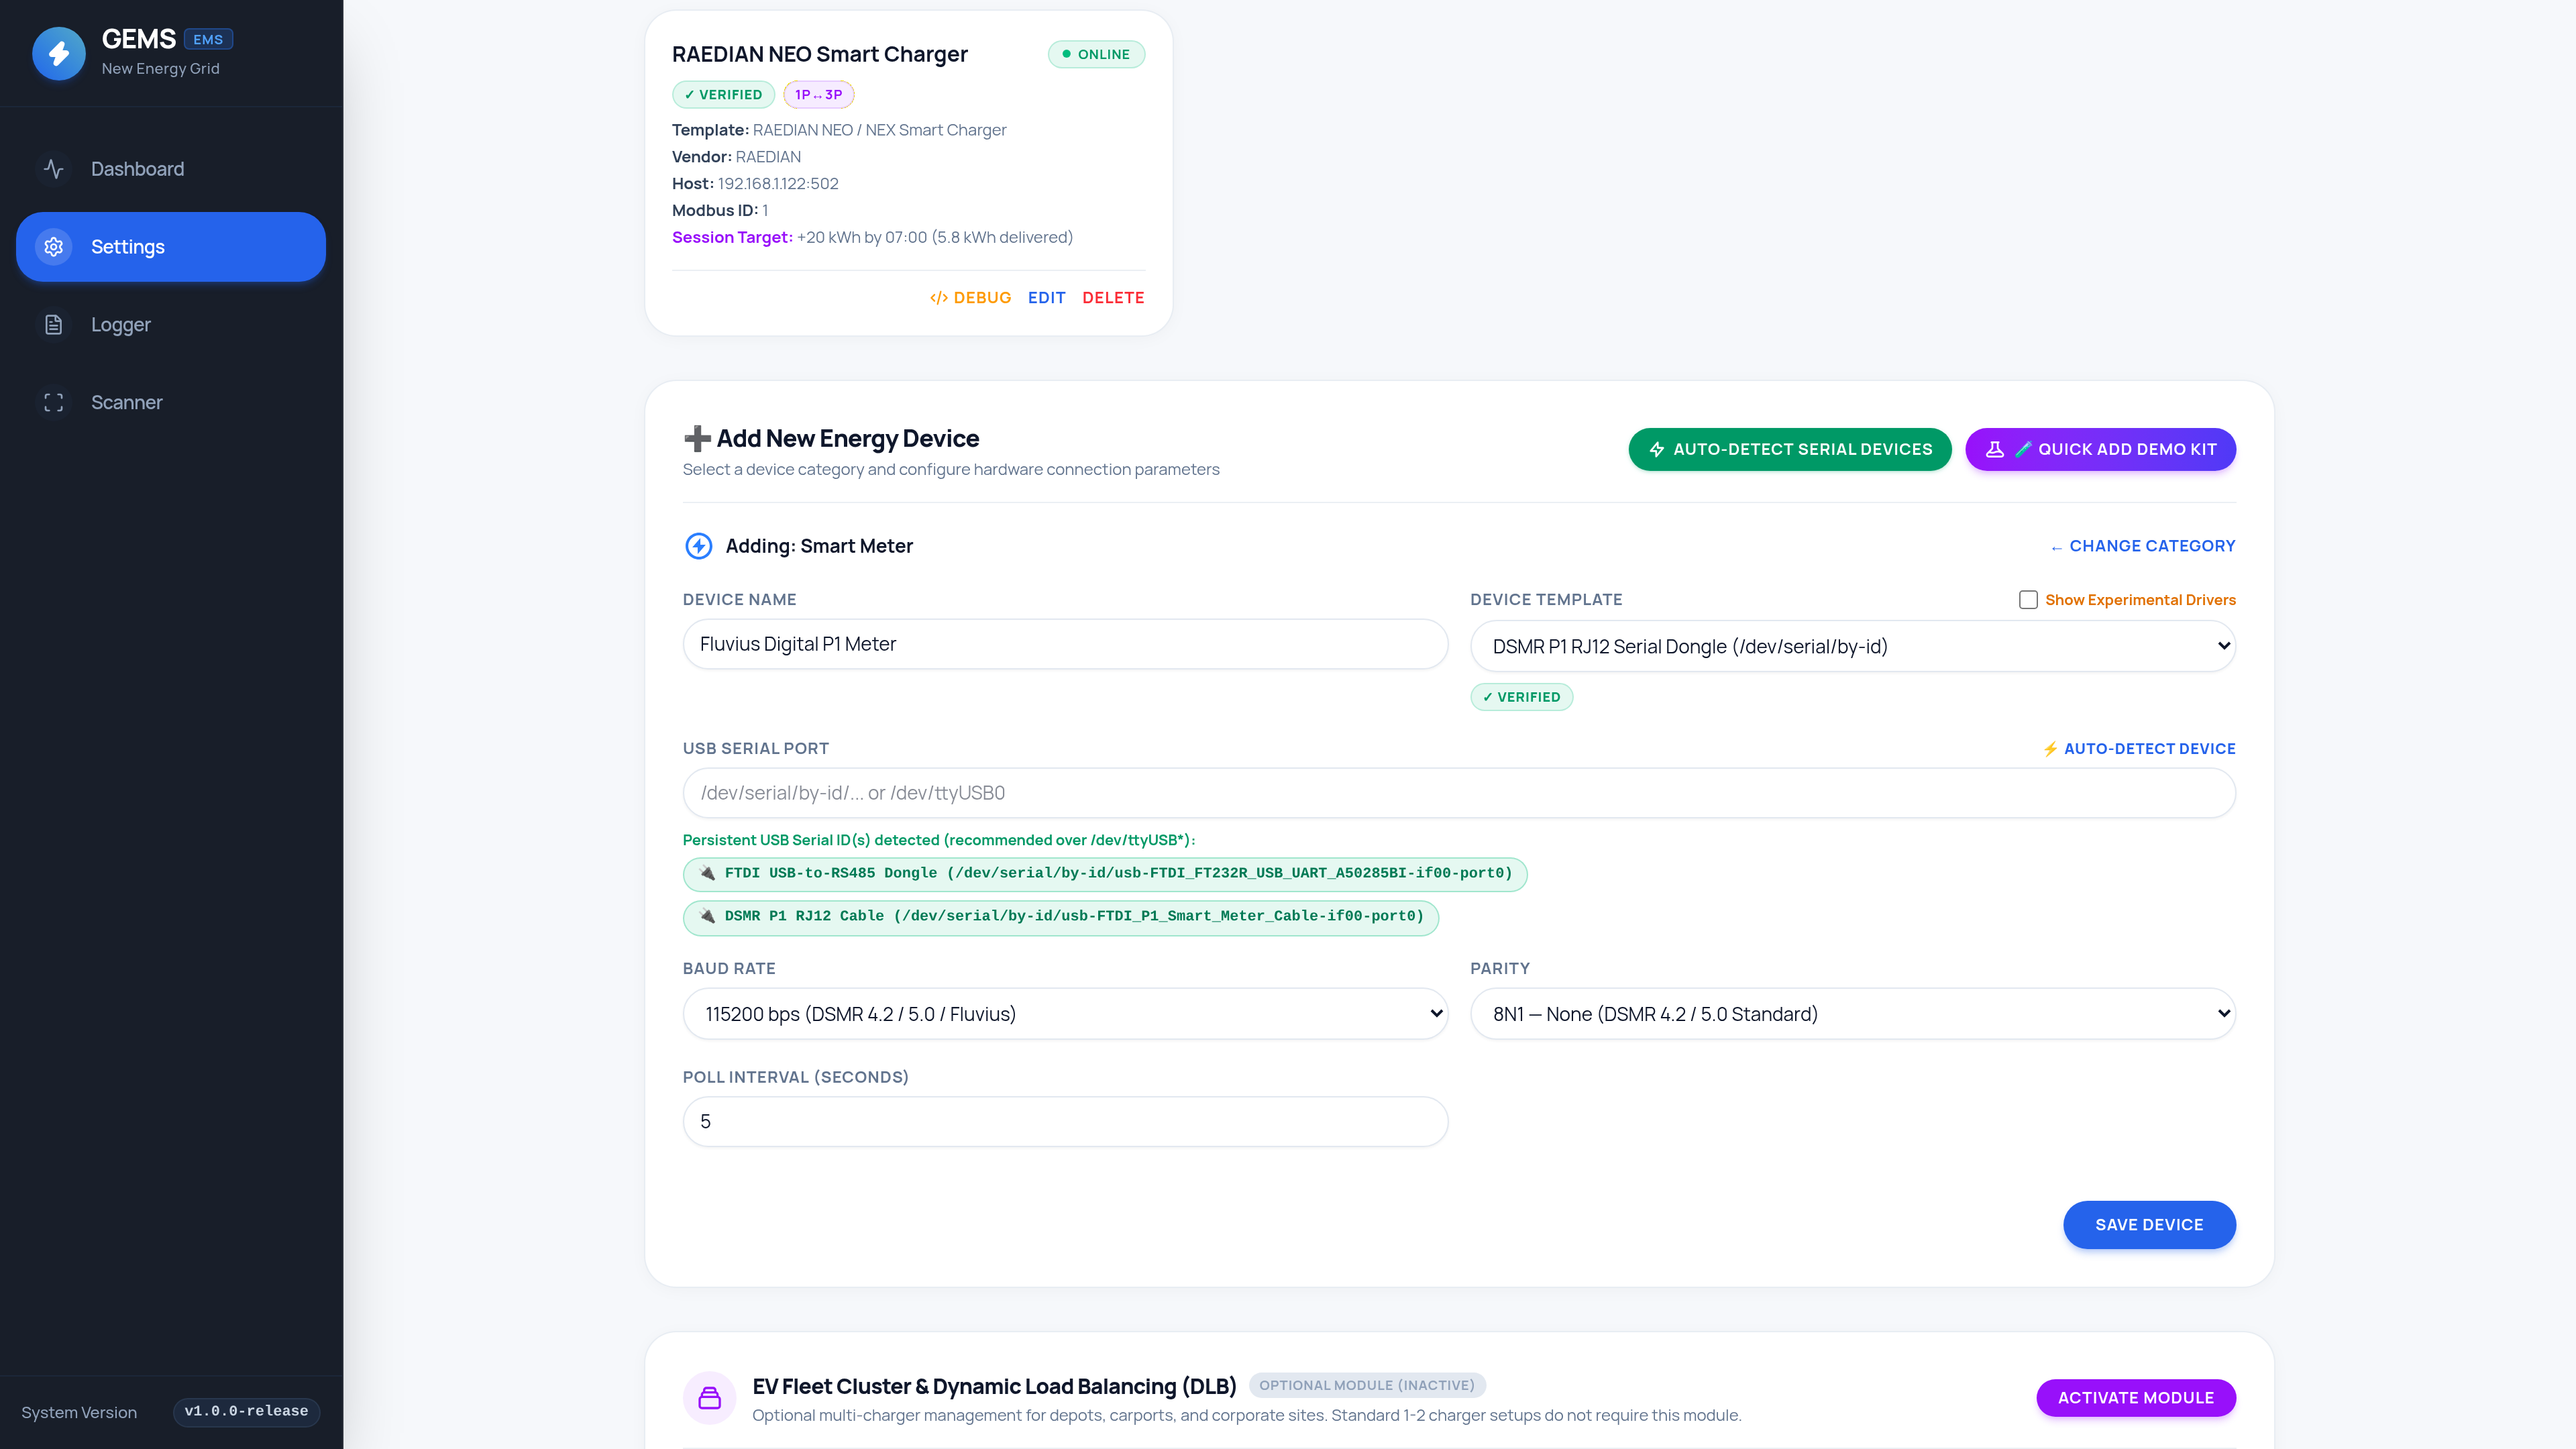 GEMS EMS
New Energy Grid
Dashboard
Settings
Logger
Scanner
System Version v1.0.0-release
RAEDIAN NEO Smart Charger
ONLINE
✓ VERIFIED
1P↔3P
Template: RAEDIAN NEO / NEX Smart Charger
Vendor: RAEDIAN
Host: 192.168.1.122:502
Modbus ID: 1
Session Target: +20 kWh by 07:00 (5.8 kWh delivered)
</> DEBUG EDIT DELETE
➕ Add New Energy Device
Select a device category and configure hardware connection parameters
AUTO-DETECT SERIAL DEVICES
🧪 QUICK ADD DEMO KIT
Adding: Smart Meter
← CHANGE CATEGORY
DEVICE NAME
Fluvius Digital P1 Meter
DEVICE TEMPLATE
Show Experimental Drivers
DSMR P1 RJ12 Serial Dongle (/dev/serial/by-id)
✓ VERIFIED
USB SERIAL PORT
⚡ AUTO-DETECT DEVICE
/dev/serial/by-id/... or /dev/ttyUSB0
Persistent USB Serial ID(s) detected (recommended over /dev/ttyUSB*):
🔌 FTDI USB-to-RS485 Dongle (/dev/serial/by-id/usb-FTDI_FT232R_USB_UART_A50285BI-if00-port0)
🔌 DSMR P1 RJ12 Cable (/dev/serial/by-id/usb-FTDI_P1_Smart_Meter_Cable-if00-port0)
BAUD RATE
115200 bps (DSMR 4.2 / 5.0 / Fluvius)
PARITY
8N1 — None (DSMR 4.2 / 5.0 Standard)
POLL INTERVAL (SECONDS)
5
SAVE DEVICE
EV Fleet Cluster & Dynamic Load Balancing (DLB)
OPTIONAL MODULE (INACTIVE)
Optional multi-charger management for depots, carports, and corporate sites. Standard 1-2 charger setups do not require this module.
ACTIVATE MODULE